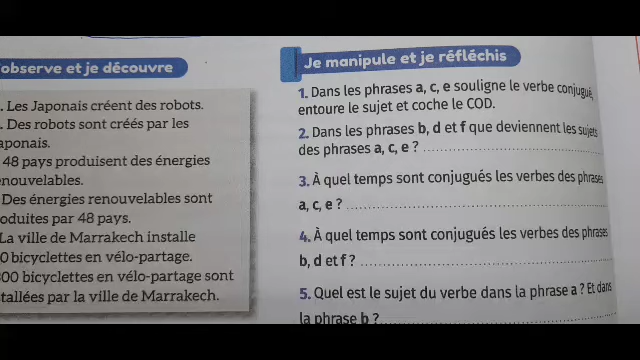 observe et je découvre
. Les Japonais créent des robots.
. Des robots sont créés par les
aponais.
48 pays produisent des énergies
enouvelables.
Des énergies renouvelables sont
oduites par 48 pays.
La ville de Marrakech installe
0 bicyclettes en vélo-partage.
00 bicyclettes en vélo-partage sont
tallées par la ville de Marrakech.
Je manipule et je réfléchis
1. Dans les phrases a, c, e souligne le verbe conjugué,
entoure le sujet et coche le COD.
2. Dans les phrases b, d et f que deviennent les sujets
des phrases a, c, e ?
3. À quel temps sont conjugués les verbes des phrases
a, c, e ?
4. À quel temps sont conjugués les verbes des phrases
b, d et f ?
5. Quel est le sujet du verbe dans la phrase a ? Et dans
la phrase b ?